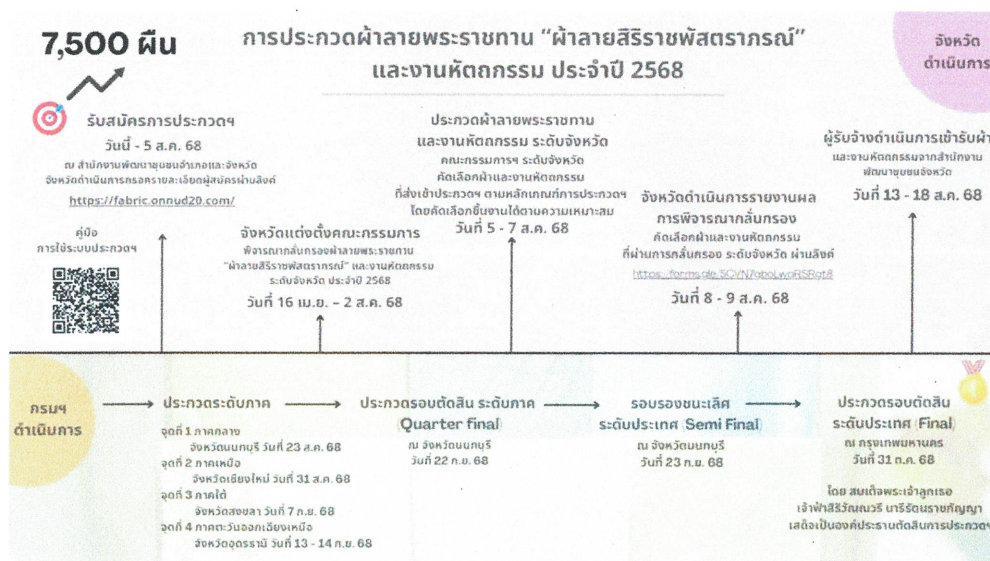 7,500 ผืน
การประกวดผ้าลายพระราชทาน “ผ้าลายสิริราชพัสตราภรณ์”
และงานหัตถกรรม ประจำปี 2568
จังหวัด
ดำเนินการ
รับสมัครการประกวดฯ
วันนี้ - 5 ส.ค. 68
ณ สำนักงานพัฒนาชุมชนอำเภอและจังหวัด
จังหวัดดำเนินการกรอกรายละเอียดผู้สมัครผ่านลิงค์
https://fabric.onnud20.com/
คู่มือ
การใช้ระบบประกวดฯ
จังหวัดแต่งตั้งคณะกรรมการ
พิจารณากลั่นกรองผ้าลายพระราชทาน
“ผ้าลายสิริราชพัสตราภรณ์” และงานหัตถกรรม
ระดับจังหวัด ประจำปี 2568
วันที่ 16 เม.ย. – 2 ส.ค. 68
ประกวดผ้าลายพระราชทาน
และงานหัตถกรรม ระดับจังหวัด
คณะกรรมการฯ ระดับจังหวัด
คัดเลือกผ้าและงานหัตถกรรม
ที่ส่งเข้าประกวดฯ ตามหลักเกณฑ์การประกวดฯ
โดยคัดเลือกชิ้นงานได้ตามความเหมาะสม
วันที่ 5 - 7 ส.ค. 68
จังหวัดดำเนินการรายงานผล
การพิจารณากลั่นกรอง
คัดเลือกผ้าและงานหัตถกรรม
ที่ผ่านการกลั่นกรอง ระดับจังหวัด ผ่านลิงค์
วันที่ 8 - 9 ส.ค. 68
ผู้รับจ้างดำเนินการเข้ารับผ้า
และงานหัตถกรรมจากสำนักงาน
พัฒนาชุมชนจังหวัด
วันที่ 13 - 18 ส.ค. 68
กรมฯ
ดำเนินการ
ประกวดระดับภาค
จุดที่ 1 ภาคกลาง
จังหวัดนนทบุรี วันที่ 23 ส.ค. 68
จุดที่ 2 ภาคเหนือ
จังหวัดเชียงใหม่ วันที่ 31 ส.ค. 68
จุดที่ 3 ภาคใต้
จังหวัดสงขลา วันที่ 7 ก.ย. 68
จุดที่ 4 ภาคตะวันออกเฉียงเหนือ
จังหวัดอุดรธานี วันที่ 13 - 14 ก.ย. 68
ประกวดรอบตัดสิน ระดับภาค
(Quarter final)
ณ จังหวัดนนทบุรี
วันที่ 22 ก.ย. 68
รอบรองชนะเลิศ
ระดับประเทศ (Semi Final)
ณ จังหวัดนนทบุรี
วันที่ 23 ก.ย. 68
ประกวดรอบตัดสิน
ระดับประเทศ (Final)
ณ กรุงเทพมหานคร
วันที่ 31 ต.ค. 68
โดย สมเด็จพระเจ้าลูกเธอ
เจ้าฟ้าสิริวัณณวรี นารีรัตนราชกัญญา
เสด็จเป็นองค์ประธานตัดสินการประกวดฯ